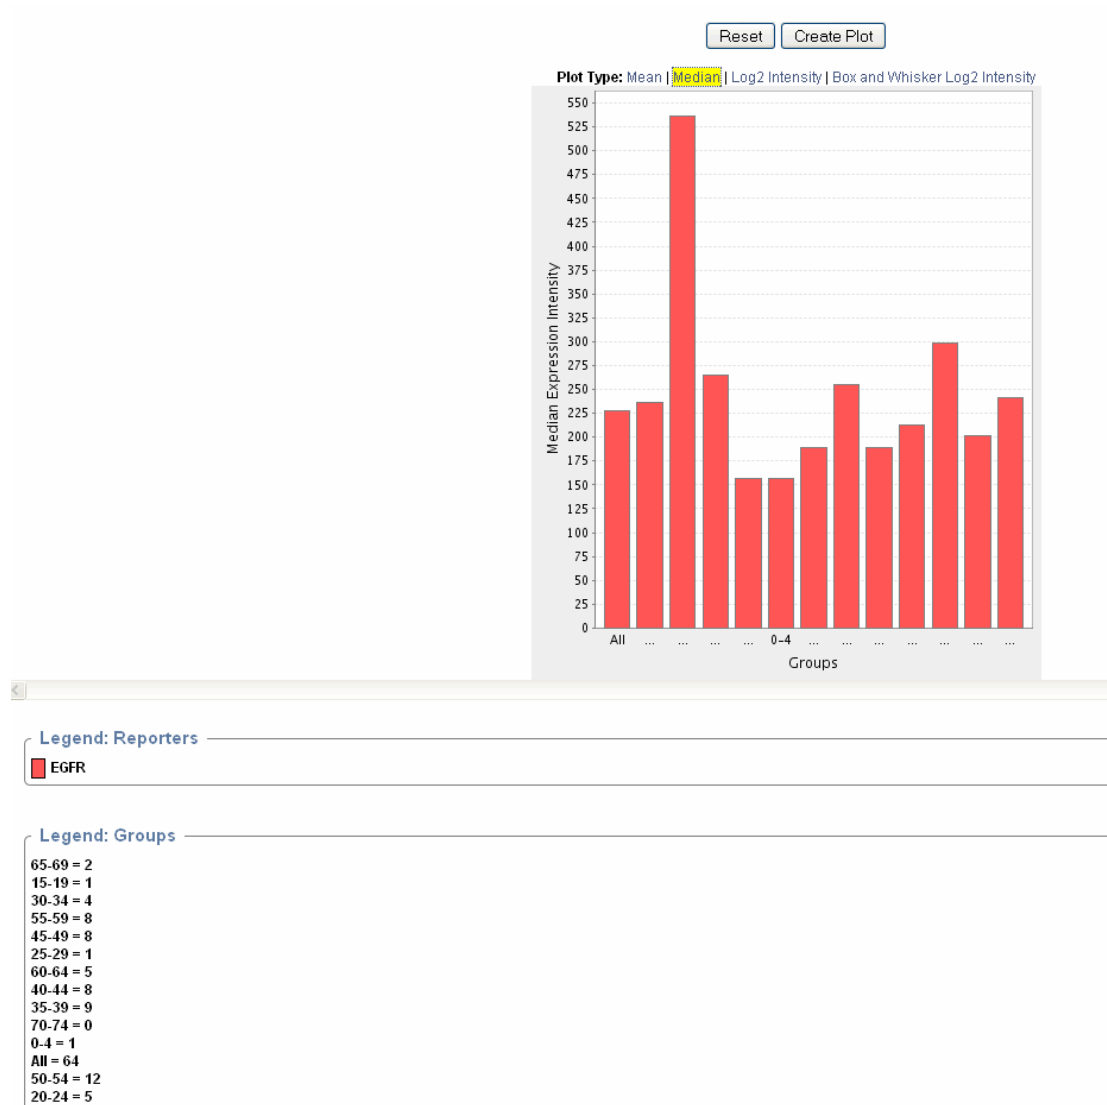 Reset Create Plot
Plot Type: Mean | Median | Log2 Intensity | Box and Whisker Log2 Intensity
550
525
500
475
450
425
400
375
350
325
300
275
250
225
200
175
150
125
100
75
50
25
0
Median Expression Intensity
All ... ... ... ... 0-4 ... ... ... ... ... ... ...
Groups
Legend: Reporters
EGFR
Legend: Groups
65-69 = 2
15-19 = 1
30-34 = 4
55-59 = 8
45-49 = 8
25-29 = 1
60-64 = 5
40-44 = 8
35-39 = 9
70-74 = 0
0-4 = 1
All = 64
50-54 = 12
20-24 = 5